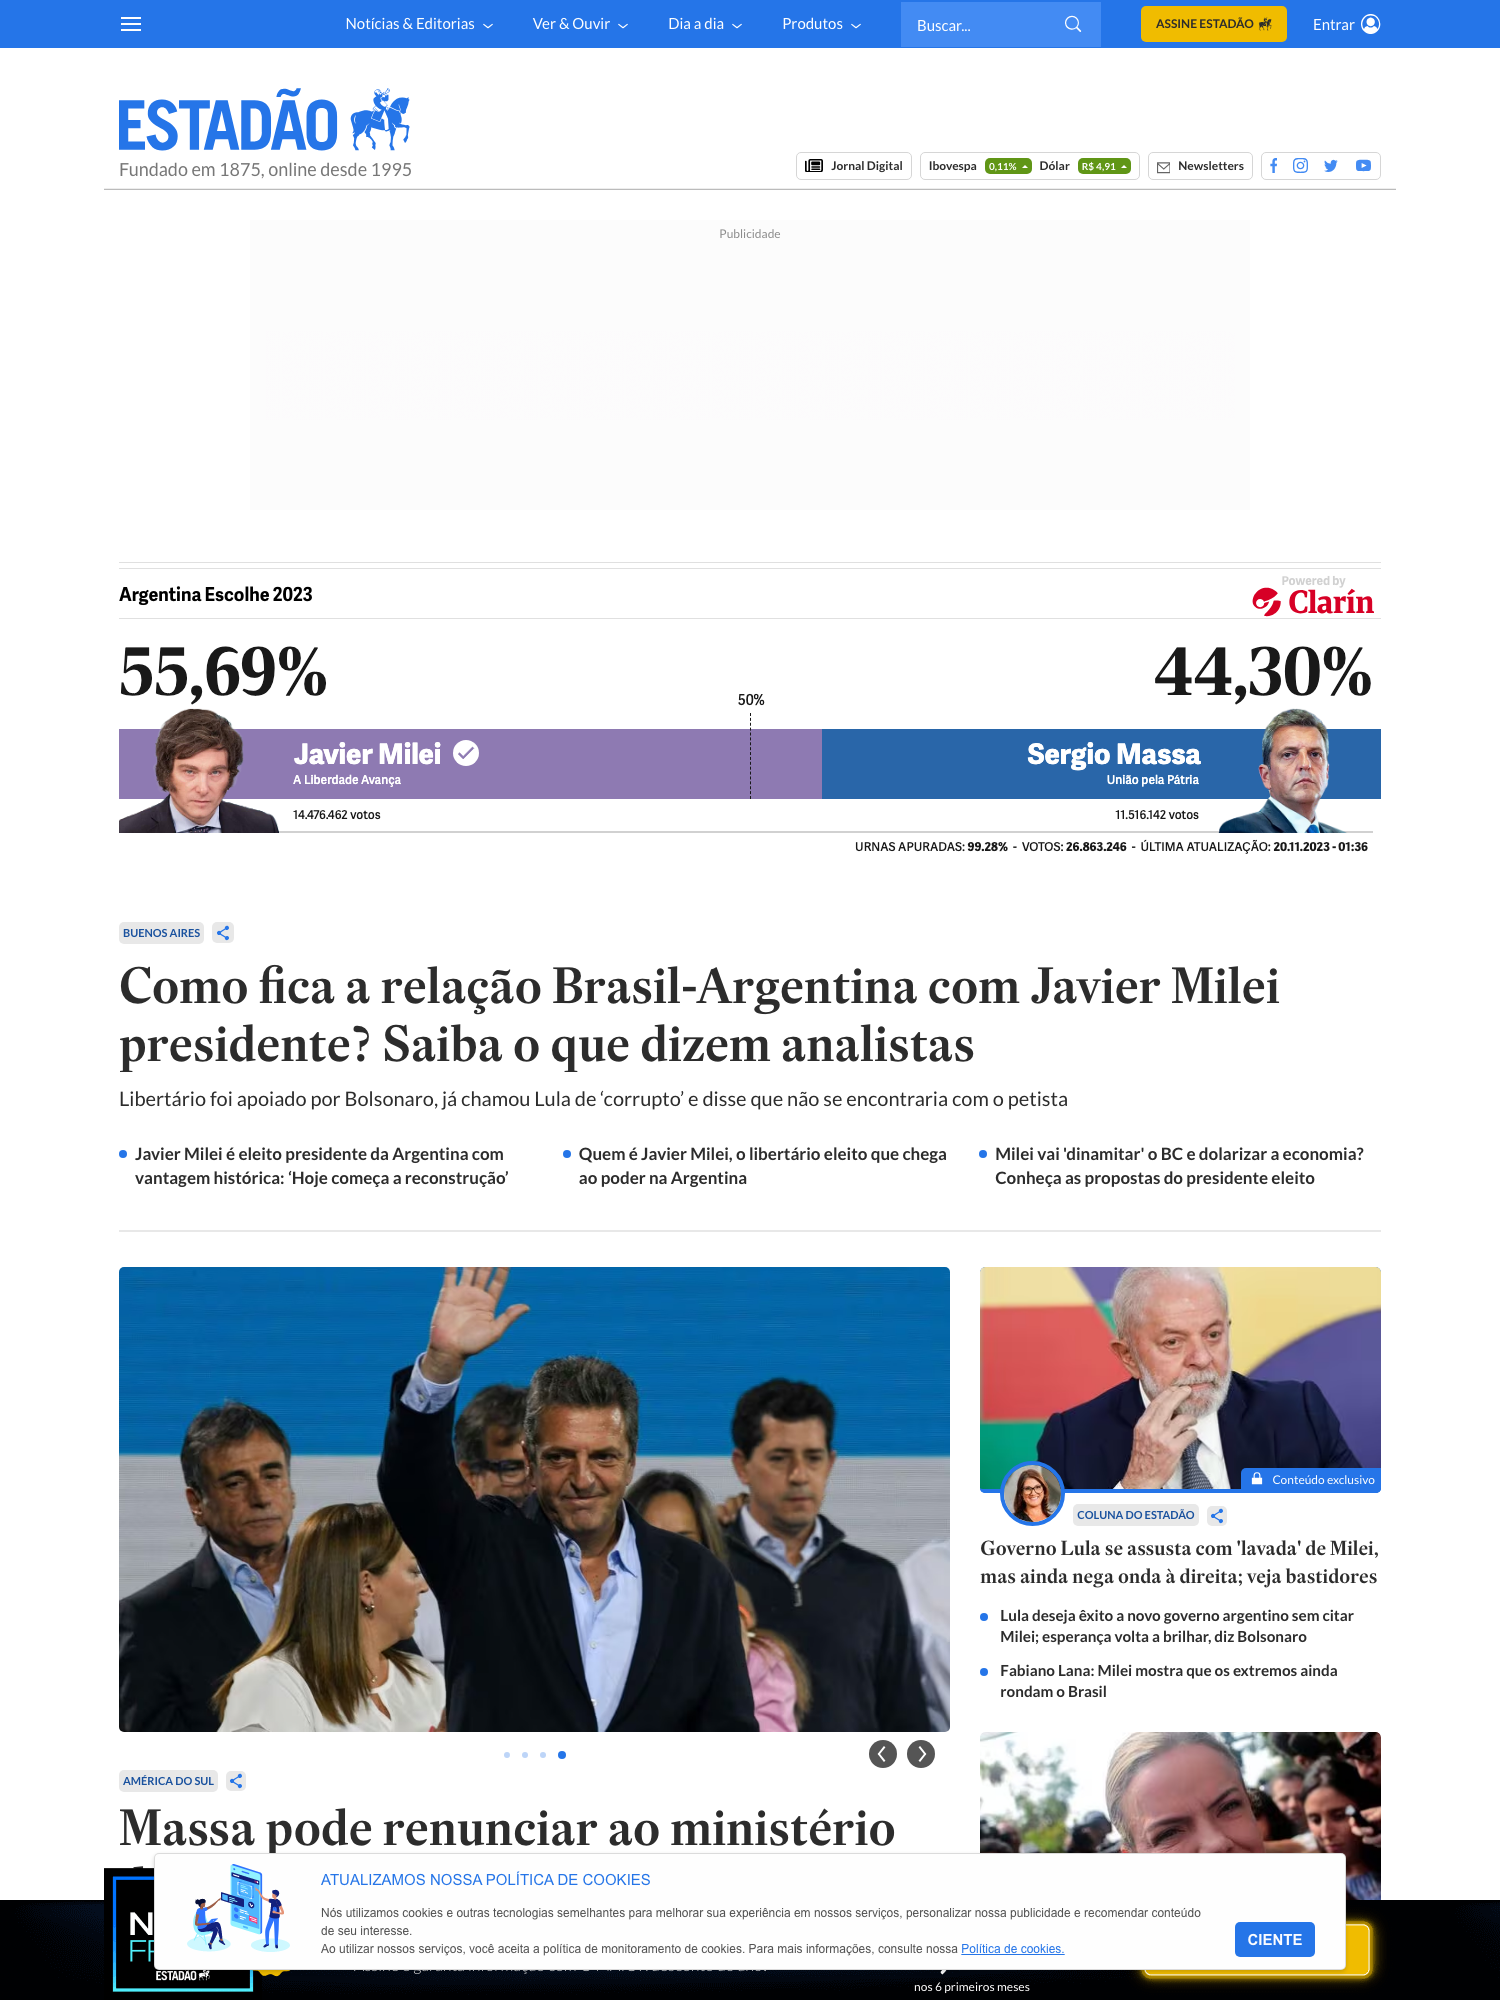 Notícias & Editorias
Ver & Ouvir
Dia a dia
Produtos
Buscar...
ASSINE ESTADÃO
Entrar
ESTADÃO
Fundado em 1875, online desde 1995
Jornal Digital
Ibovespa 0,11% Dólar R$ 4,91
Newsletters
Publicidade
Argentina Escolhe 2023
Powered by
Clarín
55,69%
44,30%
50%
Javier Milei
A Liberdade Avança
Sergio Massa
União pela Pátria
14.476.462 votos
11.516.142 votos
URNAS APURADAS: 99.28% - VOTOS: 26.863.246 - ÚLTIMA ATUALIZAÇÃO: 20.11.2023 - 01:36
BUENOS AIRES
Como fica a relação Brasil-Argentina com Javier Milei
presidente? Saiba o que dizem analistas
Libertário foi apoiado por Bolsonaro, já chamou Lula de ‘corrupto’ e disse que não se encontraria com o petista
Javier Milei é eleito presidente da Argentina com
vantagem histórica: ‘Hoje começa a reconstrução’
Quem é Javier Milei, o libertário eleito que chega
ao poder na Argentina
Milei vai 'dinamitar' o BC e dolarizar a economia?
Conheça as propostas do presidente eleito
Conteúdo exclusivo
COLUNA DO ESTADÃO
Governo Lula se assusta com 'lavada' de Milei,
mas ainda nega onda à direita; veja bastidores
Lula deseja êxito a novo governo argentino sem citar
Milei; esperança volta a brilhar, diz Bolsonaro
Fabiano Lana: Milei mostra que os extremos ainda
rondam o Brasil
AMÉRICA DO SUL
Massa pode renunciar ao ministério
ATUALIZAMOS NOSSA POLÍTICA DE COOKIES
Nós utilizamos cookies e outras tecnologias semelhantes para melhorar sua experiência em nossos serviços, personalizar nossa publicidade e recomendar conteúdo
de seu interesse.
Ao utilizar nossos serviços, você aceita a política de monitoramento de cookies. Para mais informações, consulte nossa Política de cookies.
CIENTE
ESTADÃO
nos 6 primeiros meses